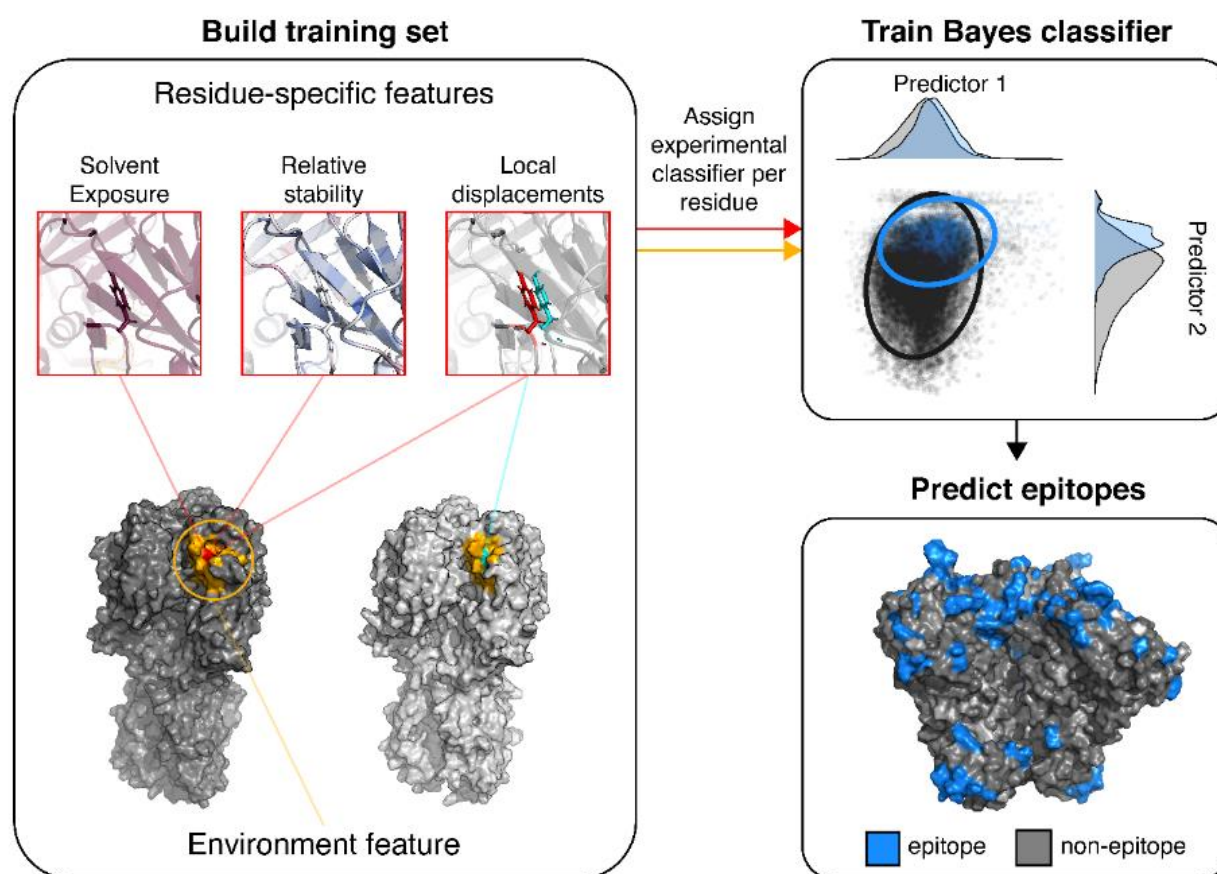 Build training set
Residue-specific features
Solvent
Exposure
Relative
stability
Local
displacements
Environment feature
Assign
experimental
classifier per
residue
Train Bayes classifier
Predictor 1
Predictor 2
Predict epitopes
epitope
non-epitope